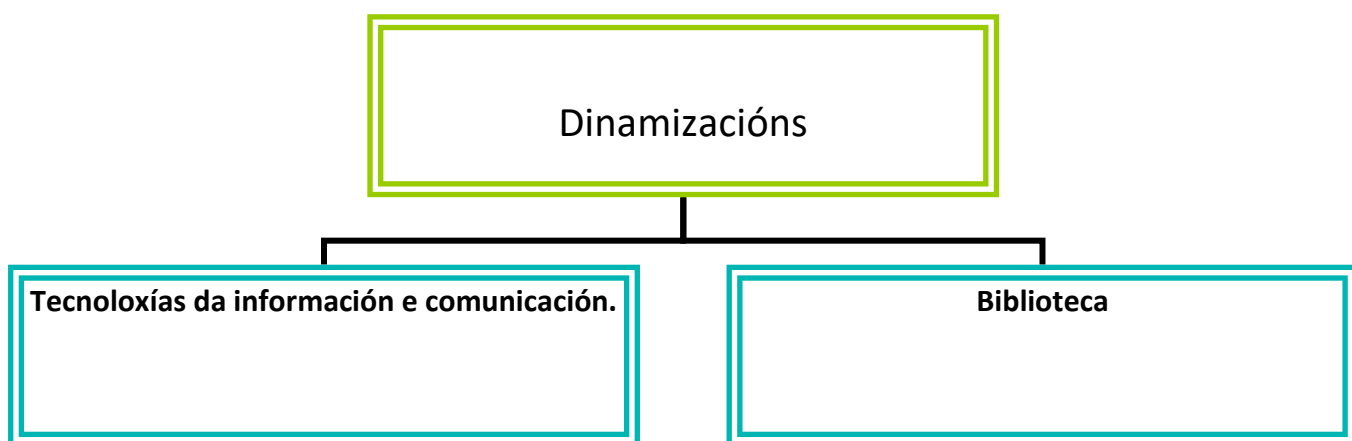 Dinamizacións
Tecnoloxías da información e comunicación.
Biblioteca